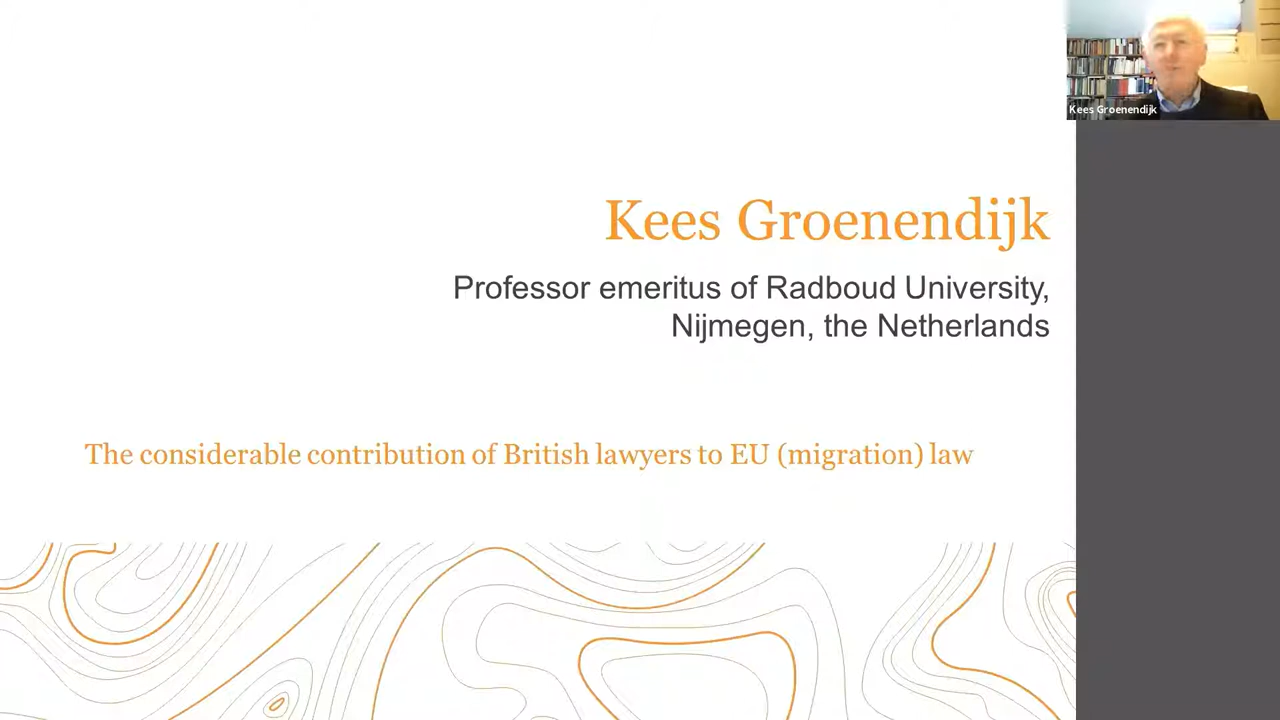 Kees Groenendijk
Kees Groenendijk
Professor emeritus of Radboud University,
Nijmegen, the Netherlands
The considerable contribution of British lawyers to EU (migration) law